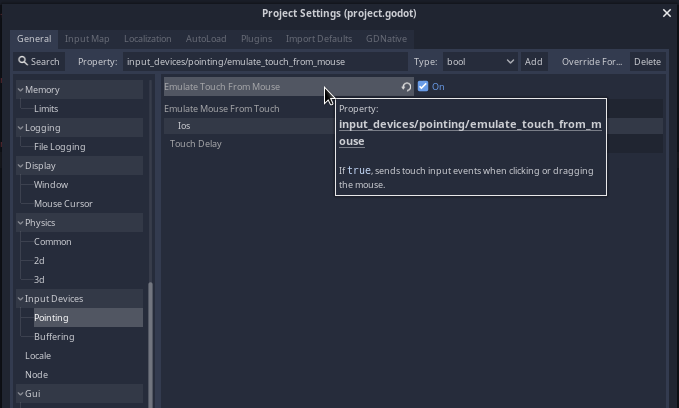 Project Settings (project.godot)
General Input Map Localization AutoLoad Plugins Import Defaults GDNative
Search Property: input_devices/pointing/emulate_touch_from_mouse Type: bool Add Override For... Delete
Memory
Limits
Logging
File Logging
Display
Window
Mouse Cursor
Physics
Common
2d
3d
Input Devices
Pointing
Buffering
Locale
Node
Gui
Emulate Touch From Mouse On
Emulate Mouse From Touch
Ios
Touch Delay
Property:
input_devices/pointing/emulate_touch_from_m
ouse
If true, sends touch input events when clicking or dragging
the mouse.